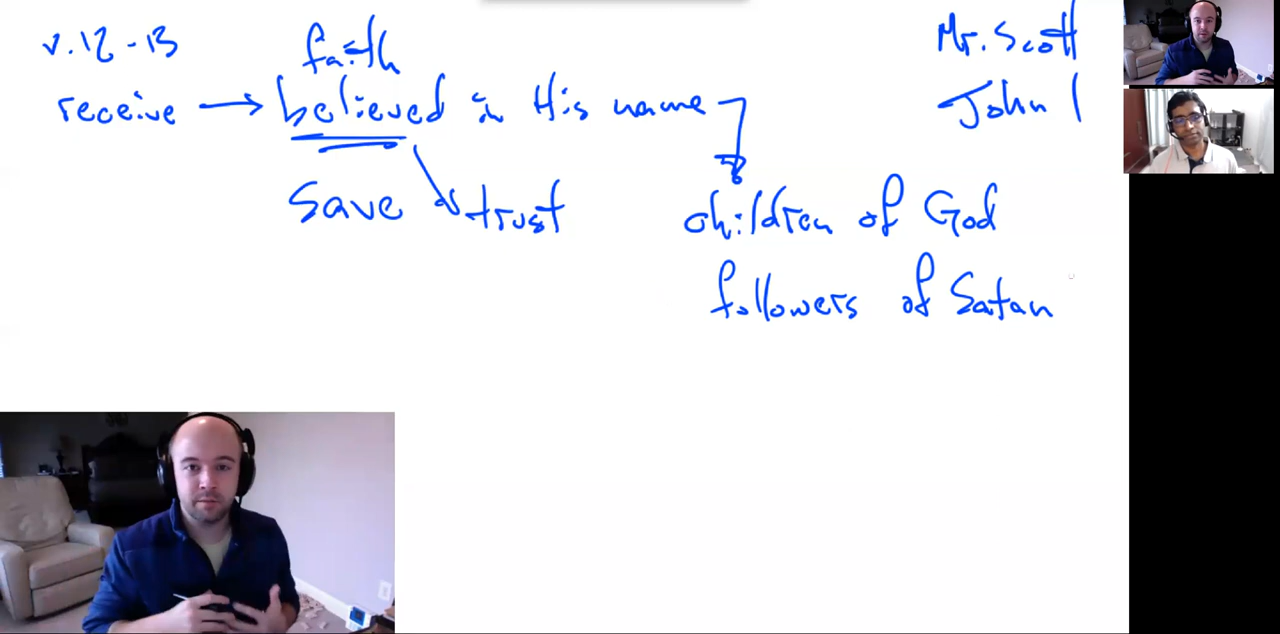 v.12-13
faith
Mr. Scott
receive → believed in His name
John 1
save
trust
children of God
followers of Satan